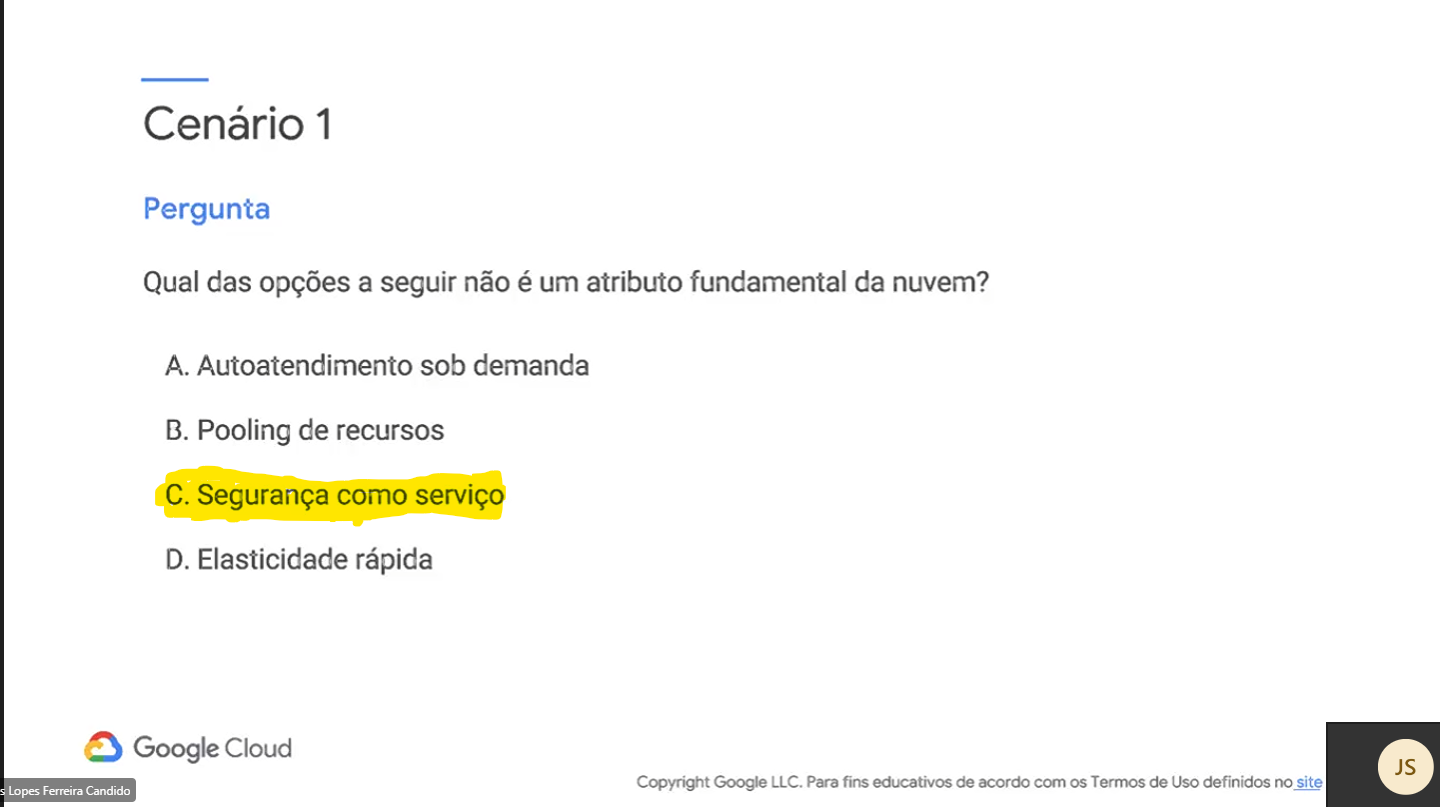 Cenário 1
Pergunta
Qual das opções a seguir não é um atributo fundamental da nuvem?
A. Autoatendimento sob demanda
B. Pooling de recursos
C. Segurança como serviço
D. Elasticidade rápida
Google Cloud
Copyright Google LLC. Para fins educativos de acordo com os Termos de Uso definidos no site
s Lopes Ferreira Candido
JS